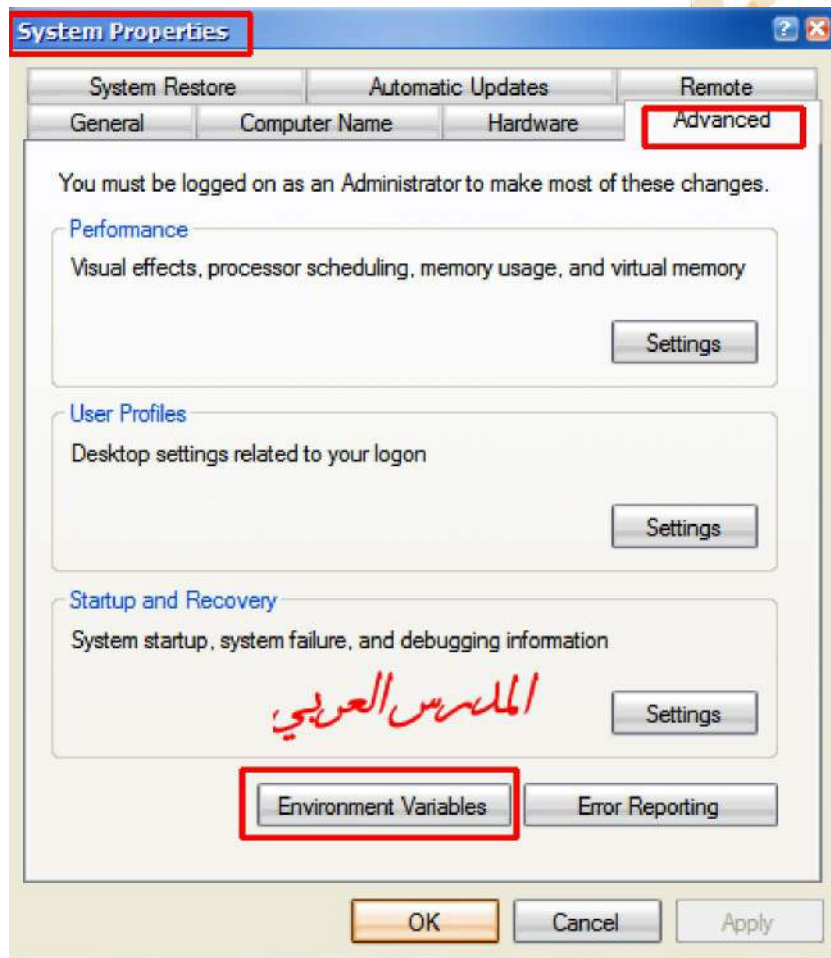 System Properties
System Restore Automatic Updates Remote
General Computer Name Hardware Advanced
You must be logged on as an Administrator to make most of these changes.
Performance
Visual effects, processor scheduling, memory usage, and virtual memory
Settings
User Profiles
Desktop settings related to your logon
Settings
Startup and Recovery
System startup, system failure, and debugging information
المدرس العربي
Settings
Environment Variables Error Reporting
OK Cancel Apply